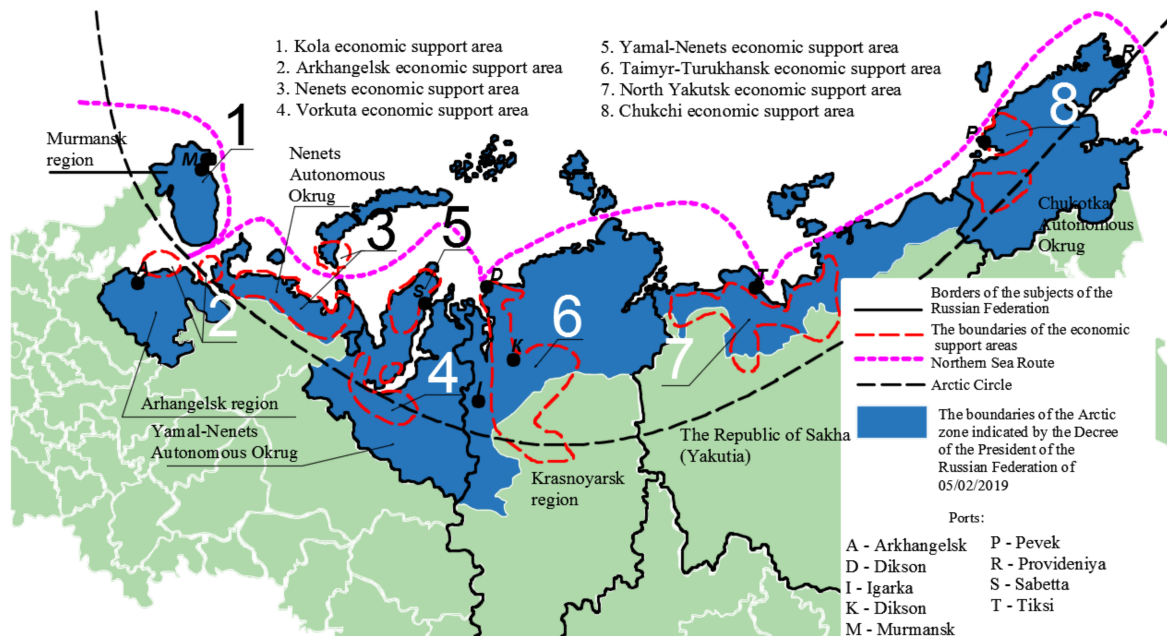 1. Kola economic support area
2. Arkhangelsk economic support area
3. Nenets economic support area
4. Vorkuta economic support area
5. Yamal-Nenets economic support area
6. Taimyr-Turukhansk economic support area
7. North Yakutsk economic support area
8. Chukchi economic support area
Murmansk
region
1
M
Nenets
Autonomous
Okrug
3
5
A
2
S
D
6
K
4
I
T
7
P
R
8
Chukotka
Autonomous
Okrug
Arhangelsk region
Yamal-Nenets
Autonomous Okrug
Krasnoyarsk
region
The Republic of Sakha
(Yakutia)
Borders of the subjects of the
Russian Federation
The boundaries of the economic
support areas
Northern Sea Route
Arctic Circle
The boundaries of the Arctic
zone indicated by the Decree
of the President of the
Russian Federation of
05/02/2019
Ports:
A - Arkhangelsk
D - Dikson
I - Igarka
K - Dikson
M - Murmansk
P - Pevek
R - Provideniya
S - Sabetta
T - Tiksi